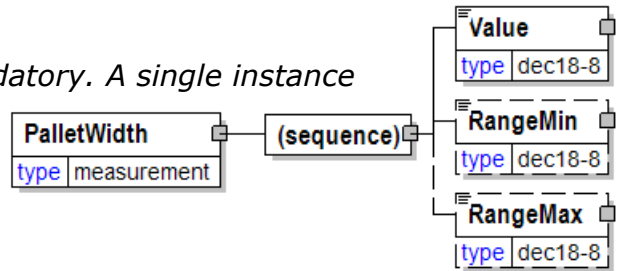 Value
type dec18-8
datory. A single instance
PalletWidth
type measurement
(sequence)
RangeMin
type dec18-8
RangeMax
type dec18-8